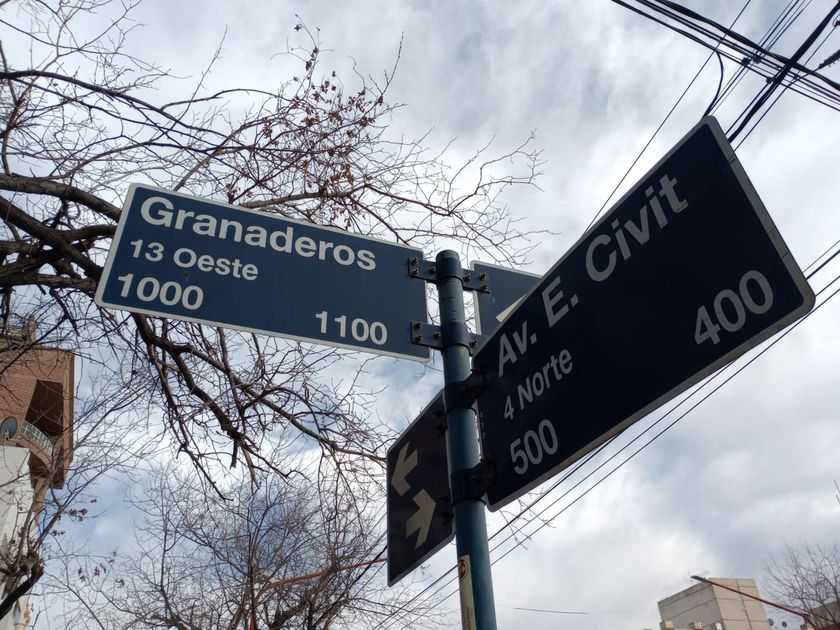 Granaderos
13 Oeste
1000 1100
Av. E. Civit
4 Norte
500 400